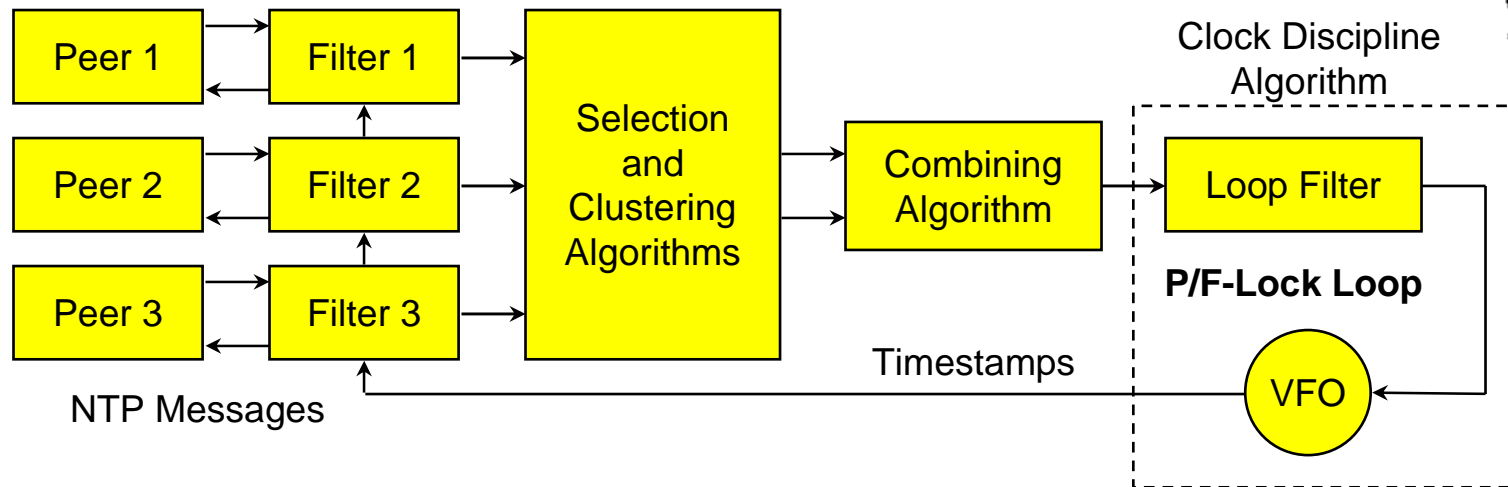 Peer 1
Filter 1
Peer 2
Filter 2
Peer 3
Filter 3
NTP Messages
Selection
and
Clustering
Algorithms
Combining
Algorithm
Clock Discipline
Algorithm
Loop Filter
P/F-Lock Loop
Timestamps
VFO